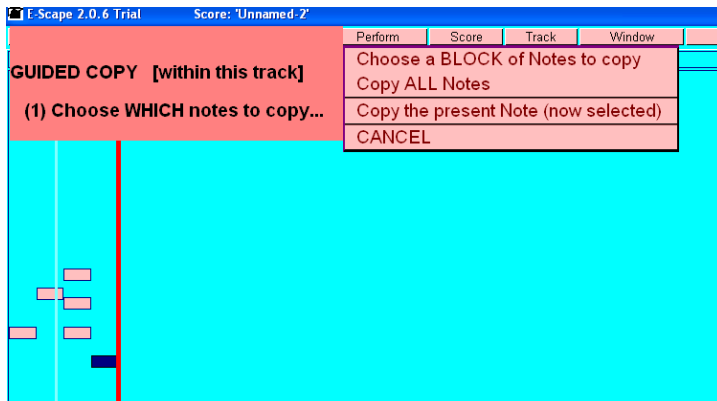 E-Scape 2.0.6 Trial Score: 'Unnamed-2'
Perform Score Track Window
GUIDED COPY [within this track]
(1) Choose WHICH notes to copy...
Choose a BLOCK of Notes to copy
Copy ALL Notes
Copy the present Note (now selected)
CANCEL